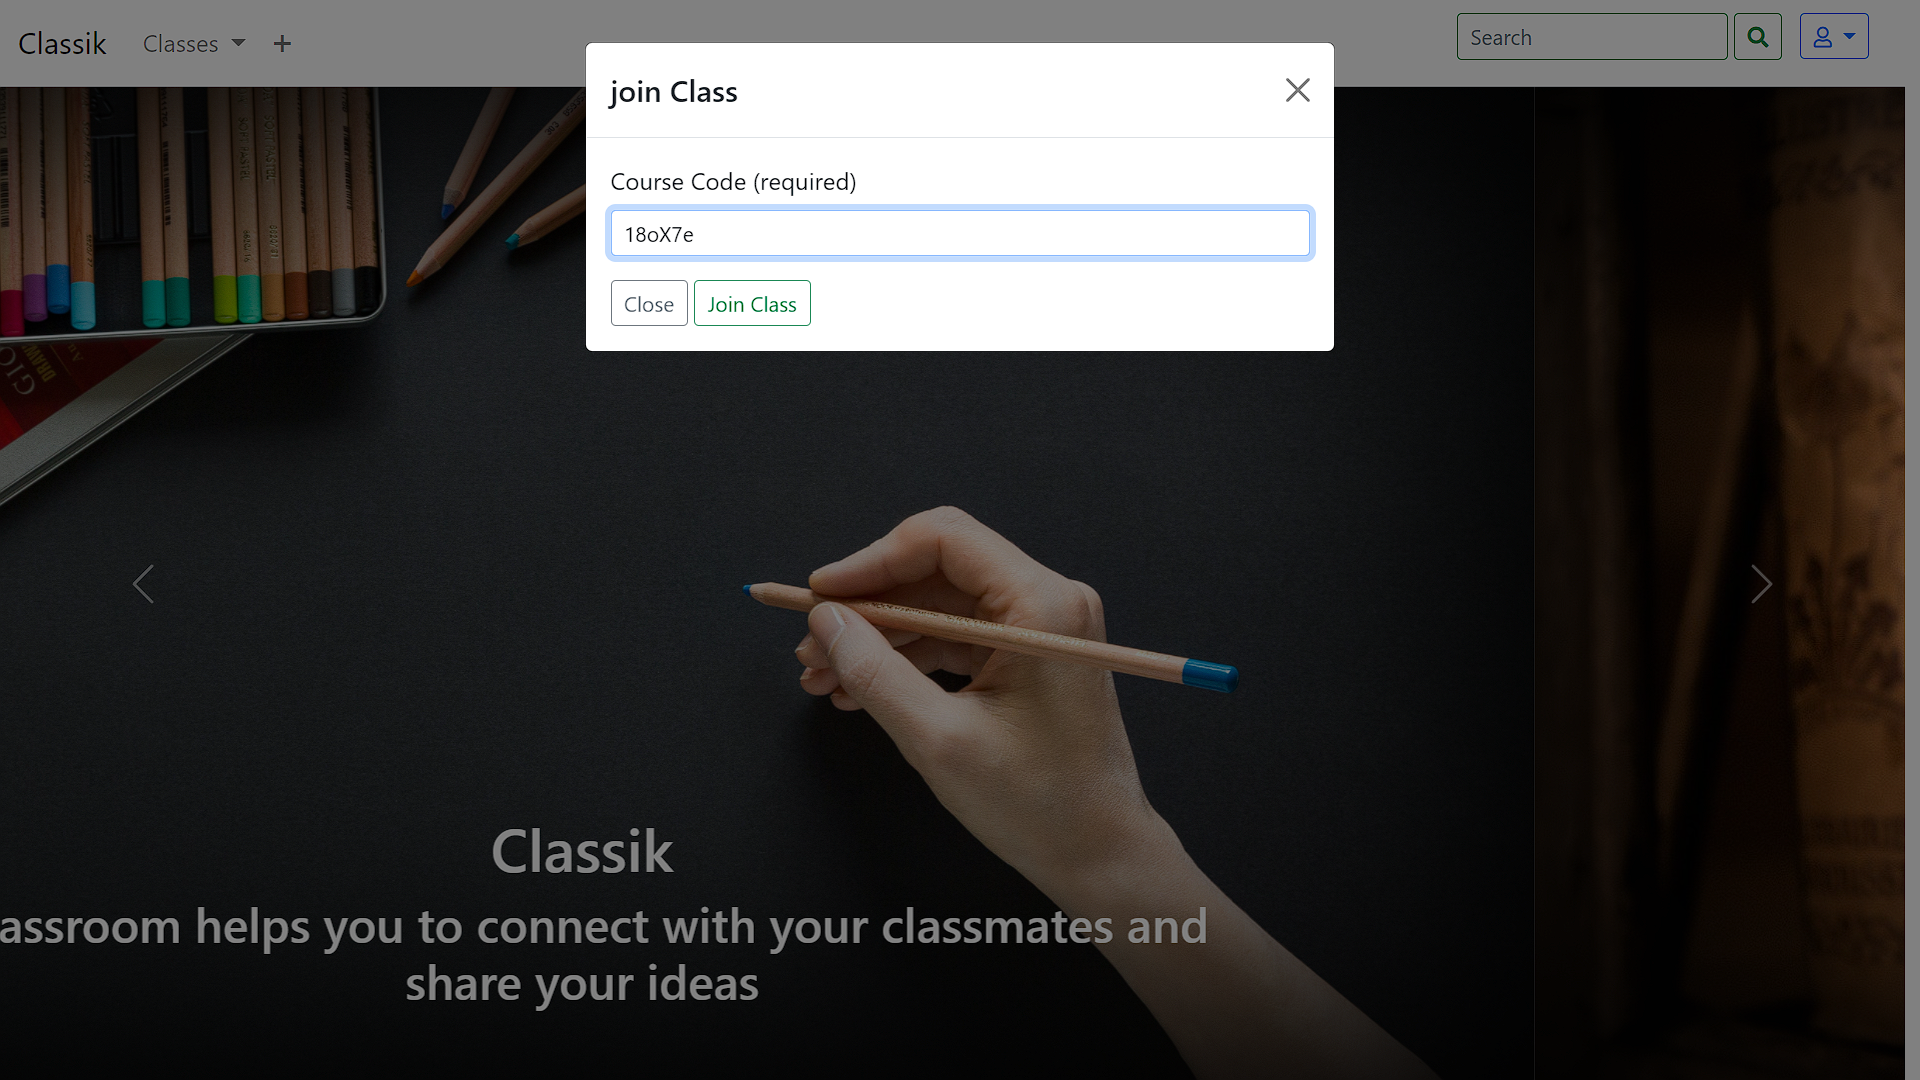 Classik
Classes
Search
join Class
Course Code (required)
18oX7e
Close
Join Class
Classik
assroom helps you to connect with your classmates and
share your ideas